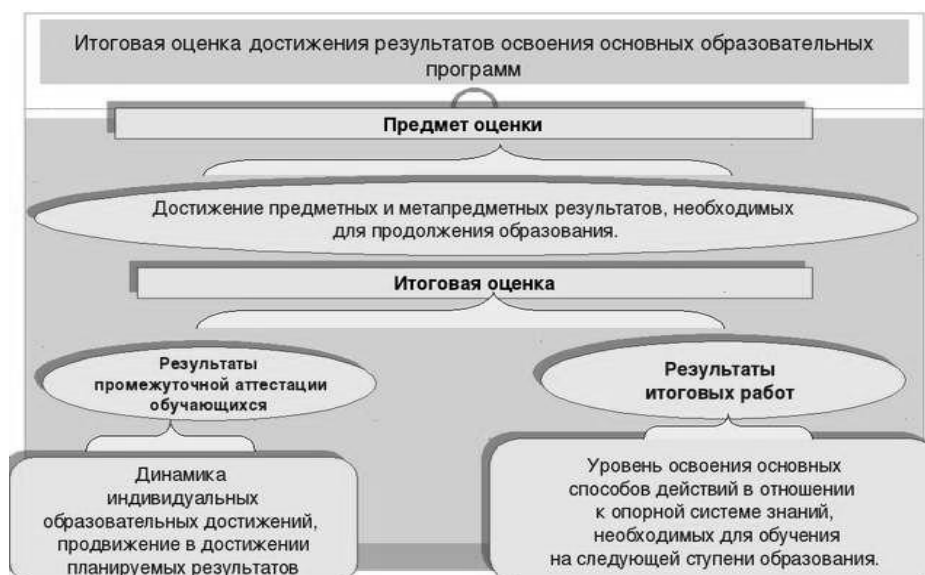 Итоговая оценка достижения результатов освоения основных образовательных
программ
Предмет оценки
Достижение предметных и метапредметных результатов, необходимых
для продолжения образования.
Итоговая оценка
Результаты
промежуточной аттестации
обучающихся
Результаты
итоговых работ
Динамика
индивидуальных
образовательных достижений,
продвижение в достижении
планируемых результатов
Уровень освоения основных
способов действий в отношении
к опорной системе знаний,
необходимых для обучения
на следующей ступени образования.